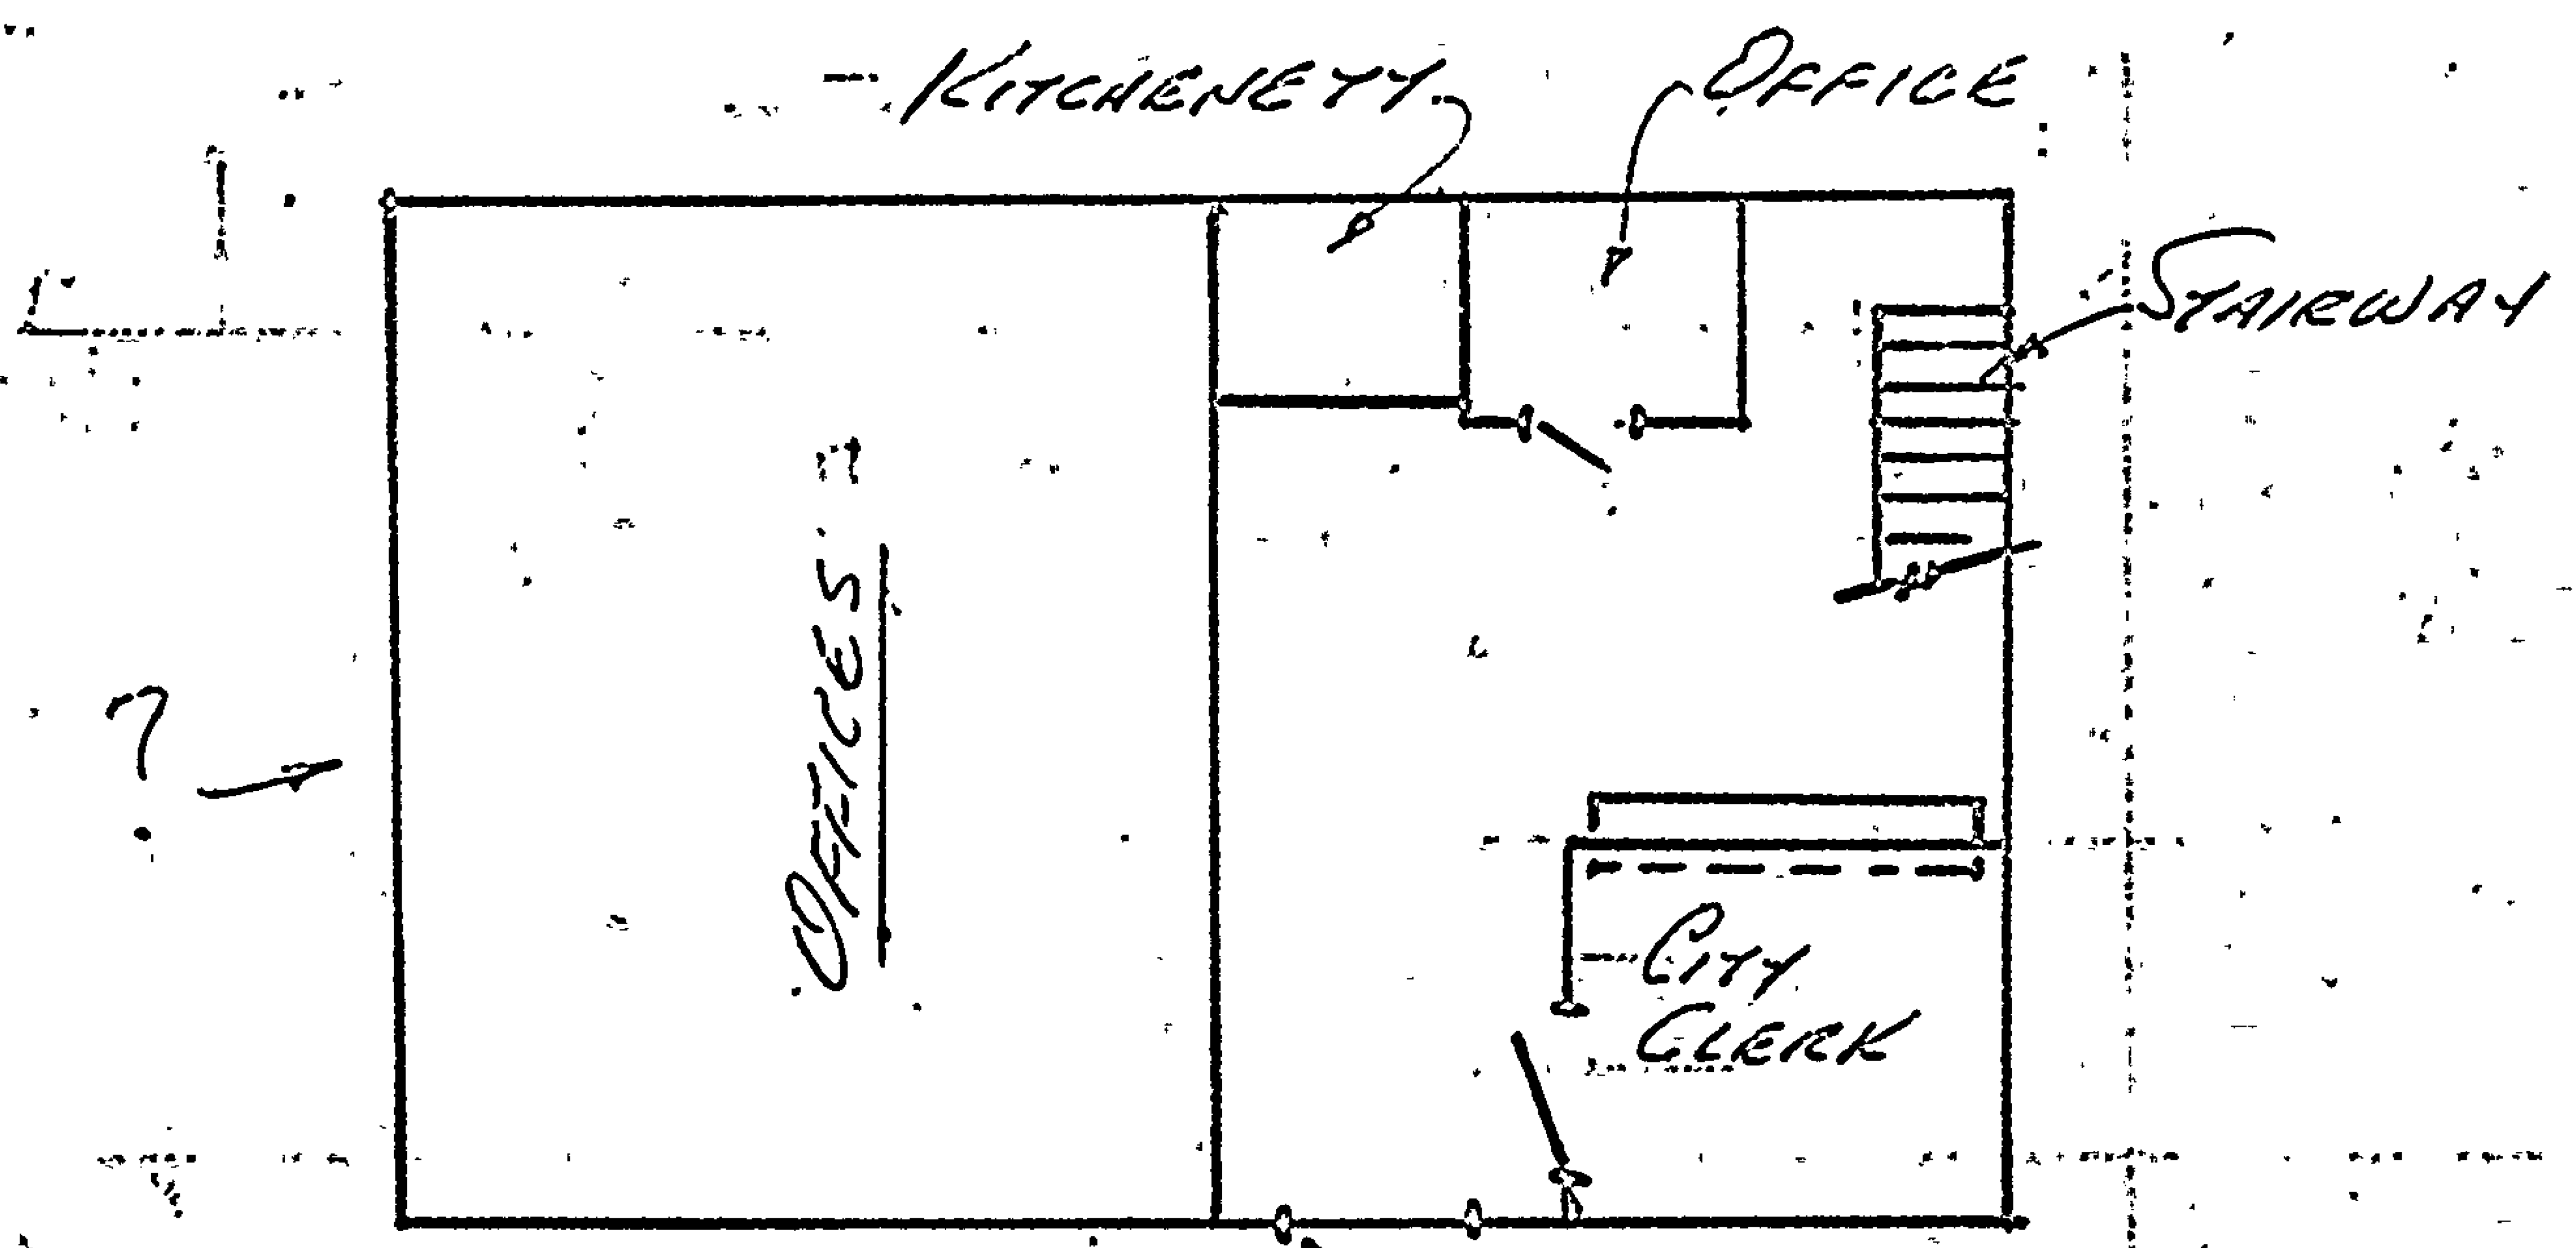 KITCHENETT
OFFICE
STAIRWAY
OFFICES ?
?
CITY
CLERK